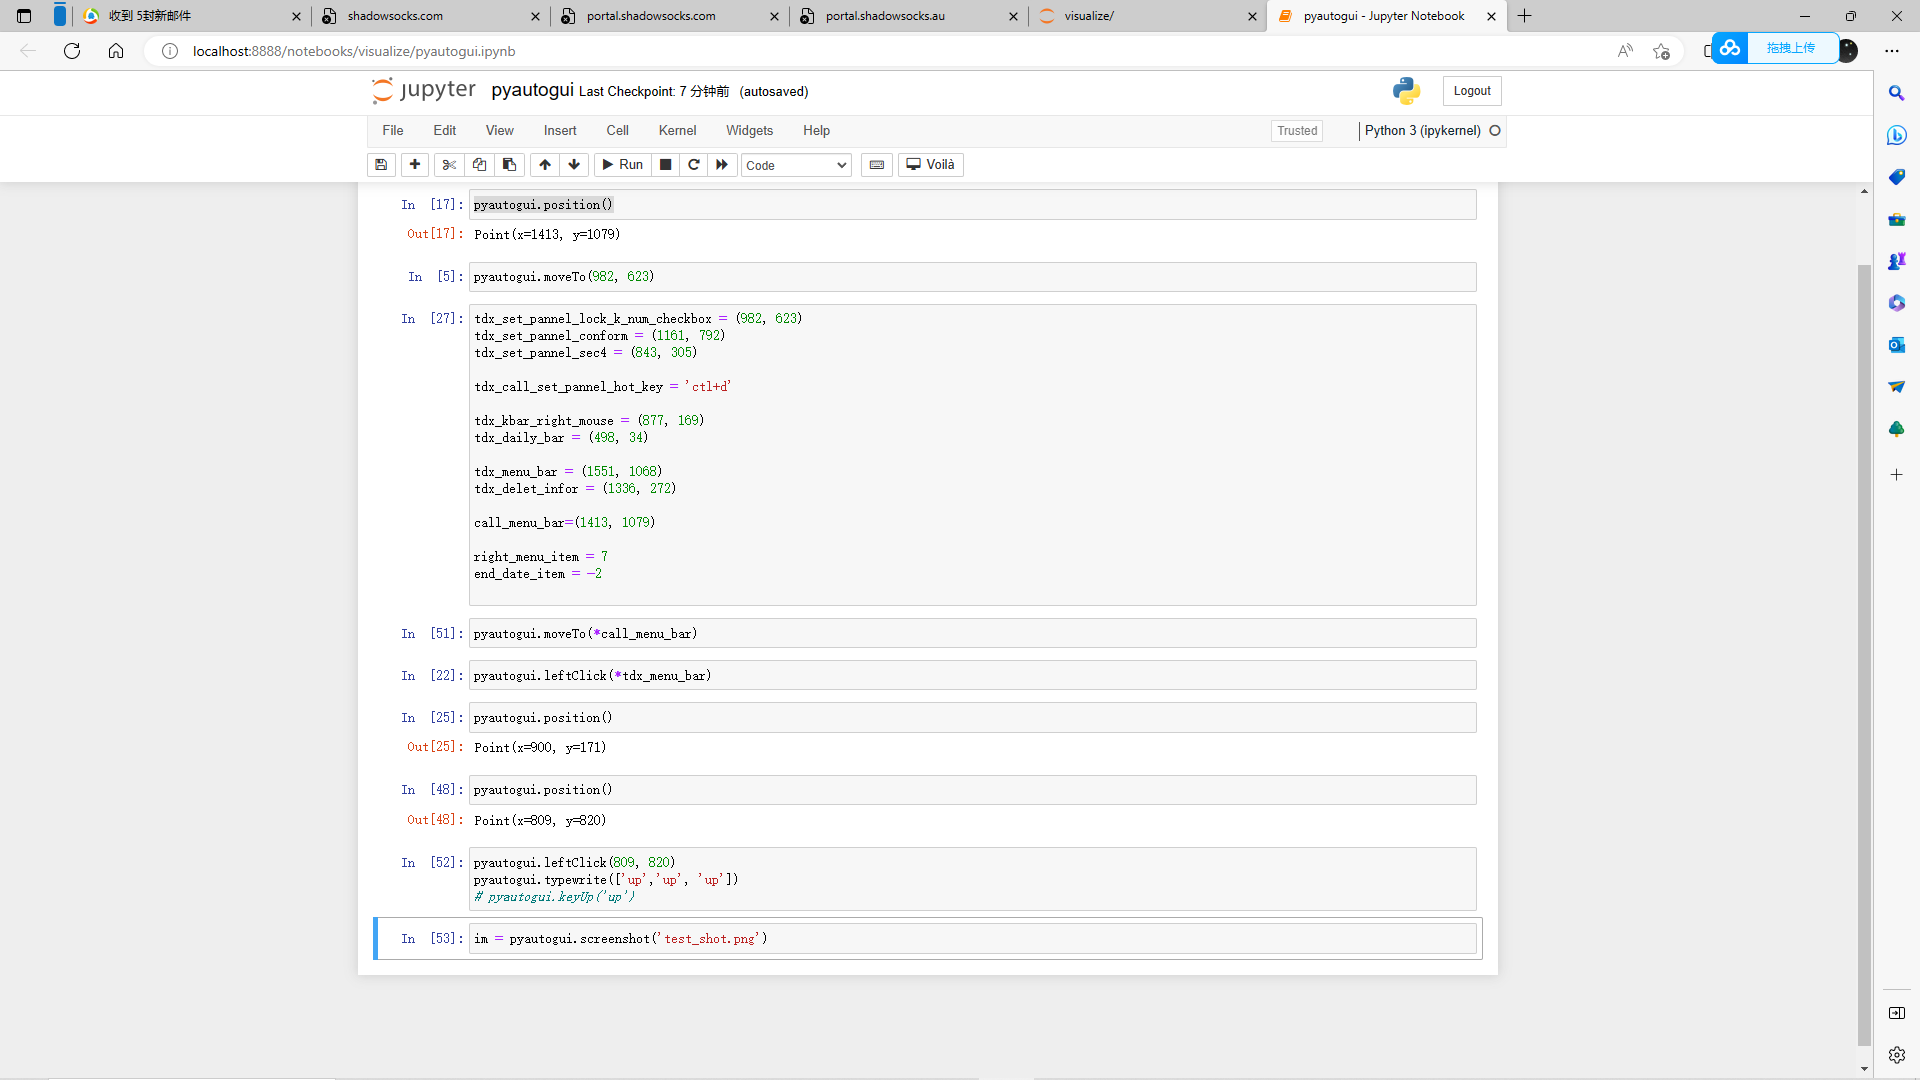 收到 5封新邮件
shadowsocks.com
portal.shadowsocks.com
portal.shadowsocks.au
visualize/
pyautogui - Jupyter Notebook
localhost:8888/notebooks/visualize/pyautogui.ipynb
拖拽上传
jupyter pyautogui Last Checkpoint: 7 分钟前 (autosaved)
Logout
File Edit View Insert Cell Kernel Widgets Help
Trusted
Python 3 (ipykernel)
Run
Code
Voilà
In [17]: pyautogui.position()
Out[17]: Point(x=1413, y=1079)
In [5]: pyautogui.moveTo(982, 623)
In [27]: tdx_set_pannel_lock_k_num_checkbox = (982, 623)
tdx_set_pannel_conform = (1161, 792)
tdx_set_pannel_sec4 = (843, 305)
tdx_call_set_pannel_hot_key = 'ctl+d'
tdx_kbar_right_mouse = (877, 169)
tdx_daily_bar = (498, 34)
tdx_menu_bar = (1551, 1068)
tdx_delet_infor = (1336, 272)
call_menu_bar=(1413, 1079)
right_menu_item = 7
end_date_item = -2
In [51]: pyautogui.moveTo(*call_menu_bar)
In [22]: pyautogui.leftClick(*tdx_menu_bar)
In [25]: pyautogui.position()
Out[25]: Point(x=900, y=171)
In [48]: pyautogui.position()
Out[48]: Point(x=809, y=820)
In [52]: pyautogui.leftClick(809, 820)
pyautogui.typewrite(['up','up', 'up'])
# pyautogui.keyUp('up')
In [53]: im = pyautogui.screenshot('test_shot.png')